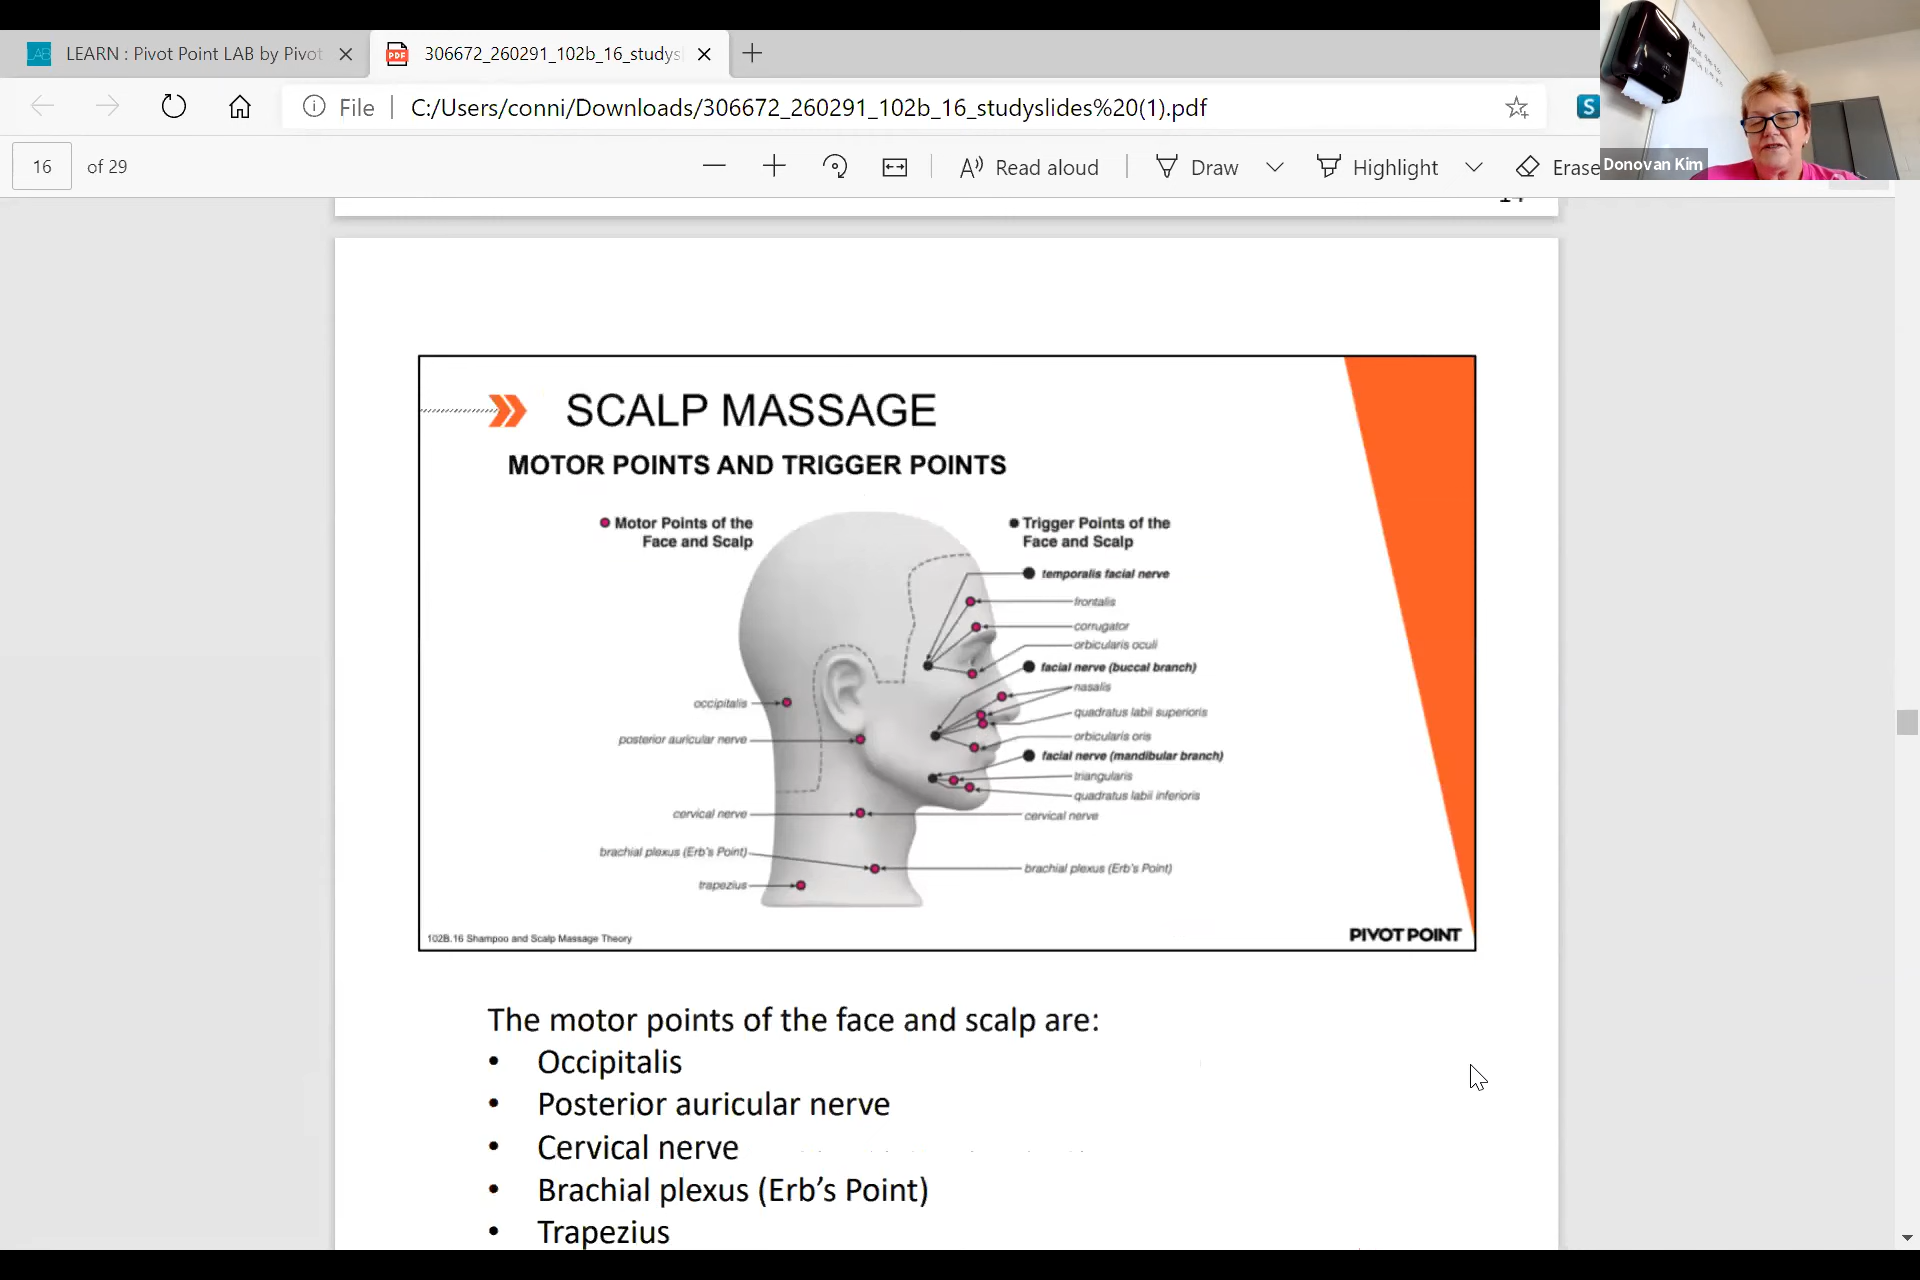 LAB LEARN : Pivot Point LAB by Pivot
PDF 306672_260291_102b_16_studys
File C:/Users/conni/Downloads/306672_260291_102b_16_studyslides%20(1).pdf
S
Donovan Kim
16 of 29
A Read aloud
Draw
Highlight
Erase
SCALP MASSAGE
MOTOR POINTS AND TRIGGER POINTS
Motor Points of the
Face and Scalp
Trigger Points of the
Face and Scalp
temporalis facial nerve
frontalis
corrugator
orbicularis oculi
facial nerve (buccal branch)
nasalis
quadratus labii superioris
orbicularis oris
facial nerve (mandibular branch)
triangularis
quadratus labii inferioris
cervical nerve
brachial plexus (Erb's Point)
occipitalis
posterior auricular nerve
cervical nerve
brachial plexus (Erb's Point)
trapezius
102B.16 Shampoo and Scalp Massage Theory
PIVOT POINT
The motor points of the face and scalp are:
• Occipitalis
• Posterior auricular nerve
• Cervical nerve
• Brachial plexus (Erb’s Point)
• Trapezius